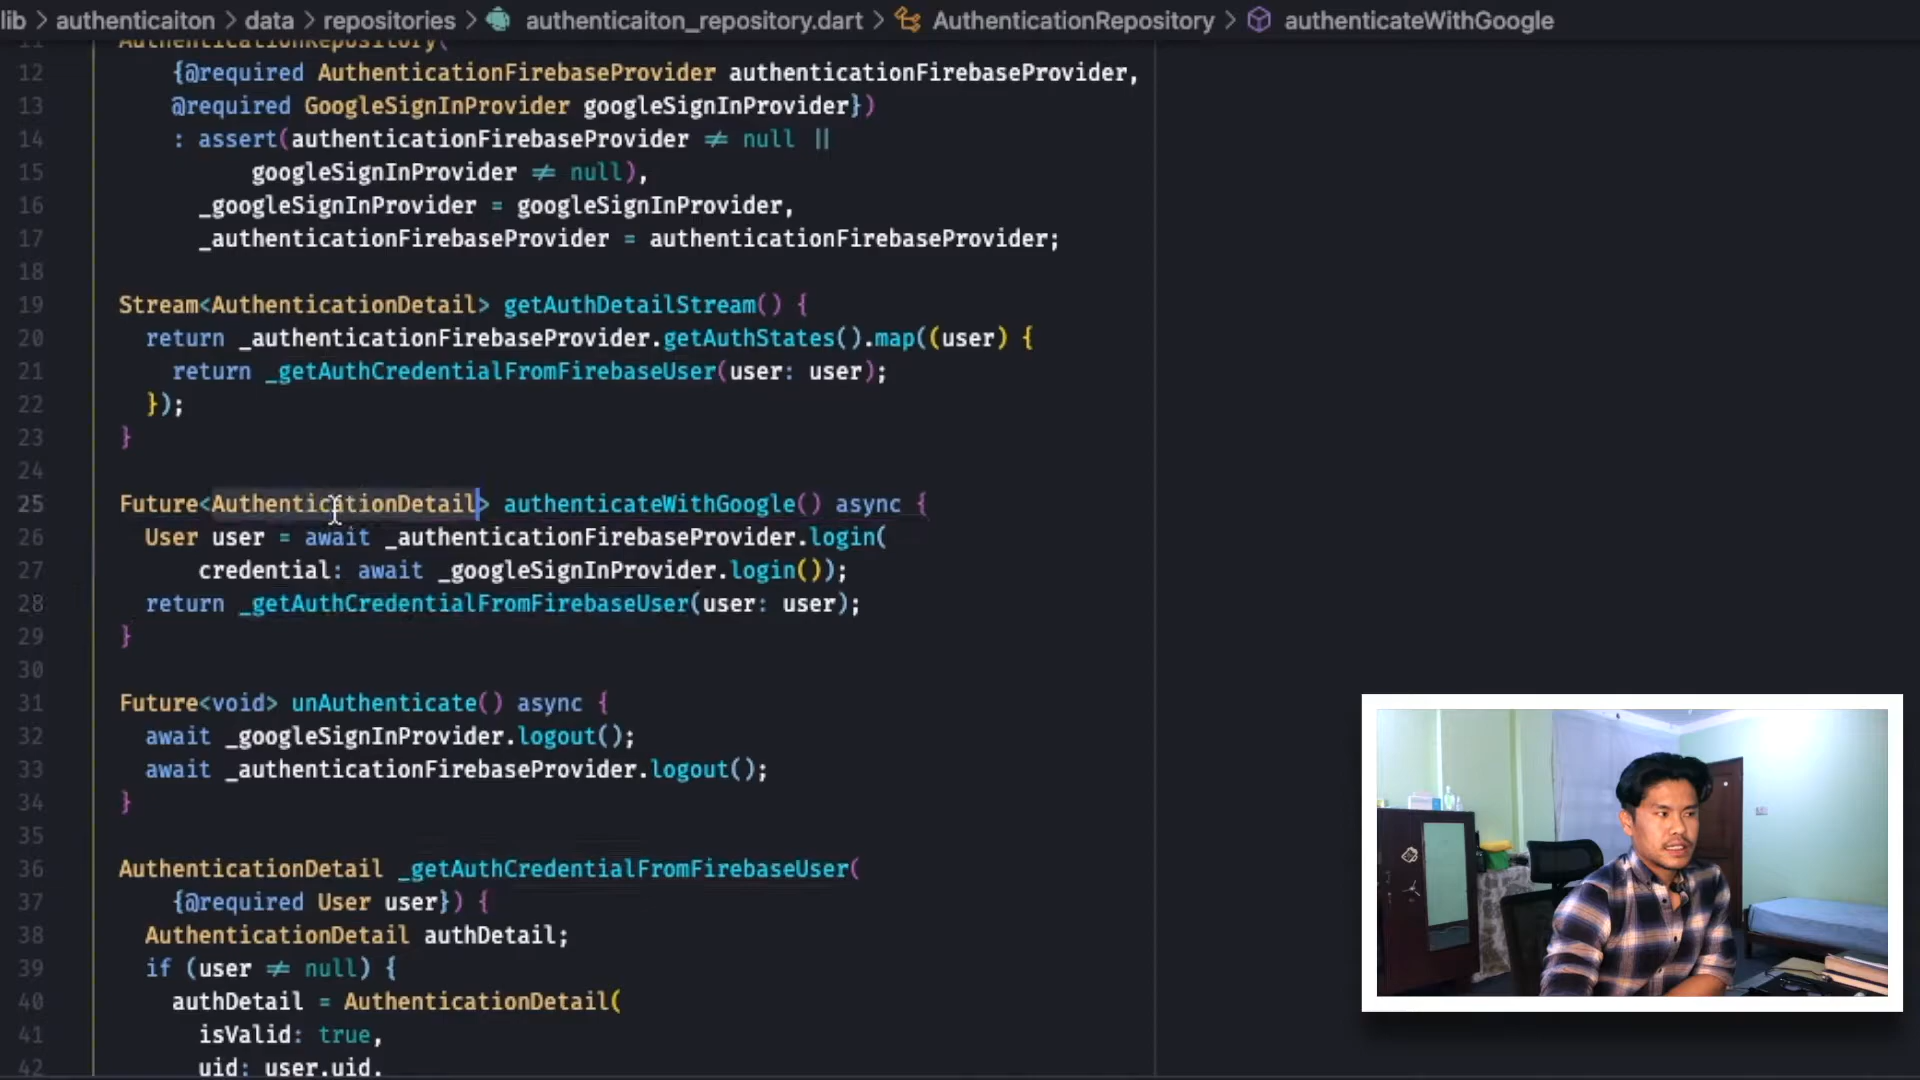 lib > authenticaiton > data > repositories > authenticaiton_repository.dart > AuthenticationRepository > authenticateWithGoogle
11 AuthenticationRepository(
12 {@required AuthenticationFirebaseProvider authenticationFirebaseProvider,
13 @required GoogleSignInProvider googleSignInProvider})
14 : assert(authenticationFirebaseProvider ≠ null ||
15 googleSignInProvider ≠ null),
16 _googleSignInProvider = googleSignInProvider,
17 _authenticationFirebaseProvider = authenticationFirebaseProvider;
18
19 Stream<AuthenticationDetail> getAuthDetailStream() {
20 return _authenticationFirebaseProvider.getAuthStates().map((user) {
21 return _getAuthCredentialFromFirebaseUser(user: user);
22 });
23 }
24
25 Future<AuthenticationDetail> authenticateWithGoogle() async {
26 User user = await _authenticationFirebaseProvider.login(
27 credential: await _googleSignInProvider.login());
28 return _getAuthCredentialFromFirebaseUser(user: user);
29 }
30
31 Future<void> unAuthenticate() async {
32 await _googleSignInProvider.logout();
33 await _authenticationFirebaseProvider.logout();
34 }
35
36 AuthenticationDetail _getAuthCredentialFromFirebaseUser(
37 {@required User user}) {
38 AuthenticationDetail authDetail;
39 if (user ≠ null) {
40 authDetail = AuthenticationDetail(
41 isValid: true,
42 uid: user.uid,